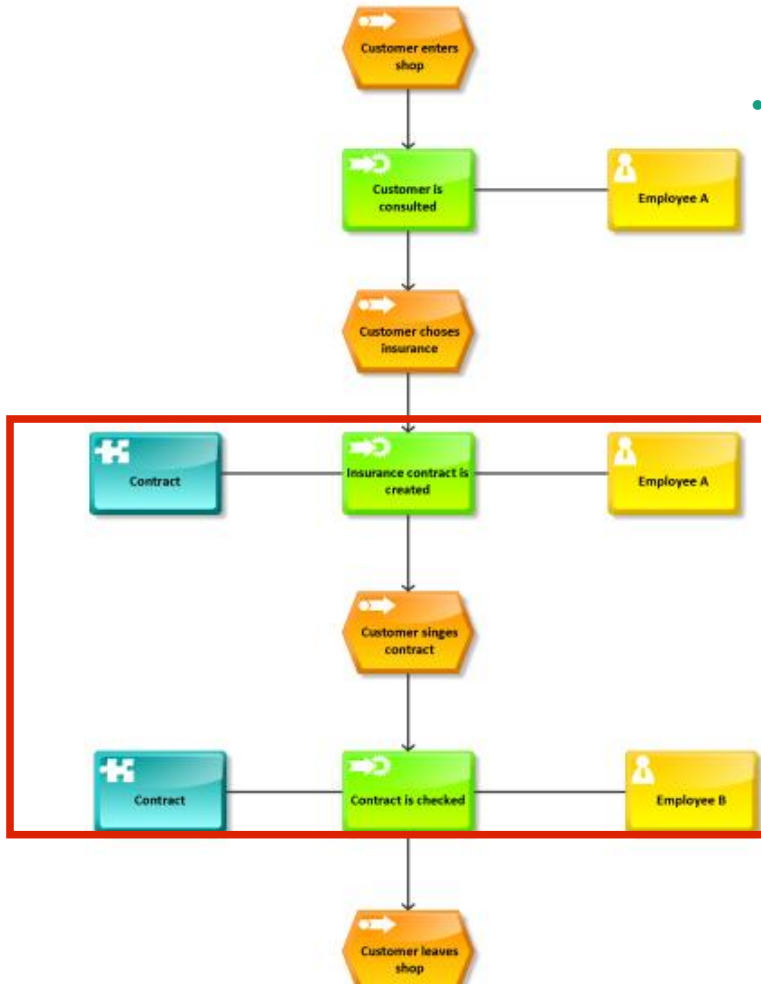 Customer enters
shop
Customer is
consulted
Employee A
Customer choses
insurance
Contract
Insurance contract is
created
Employee A
Customer singes
contract
Contract
Contract is checked
Employee B
Customer leaves
shop